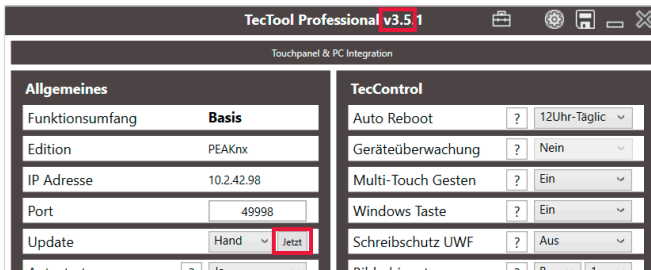 TecTool Professional v3.5.1
Touchpanel & PC Integration
Allgemeines
Funktionsumfang Basis
Edition PEAKnx
IP Adresse 10.2.42.98
Port 49998
Update Hand Jetzt
TecControl
Auto Reboot ? 12Uhr-Täglic
Geräteüberwachung ? Nein
Multi-Touch Gesten ? Ein
Windows Taste ? Ein
Schreibschutz UWF ? Aus